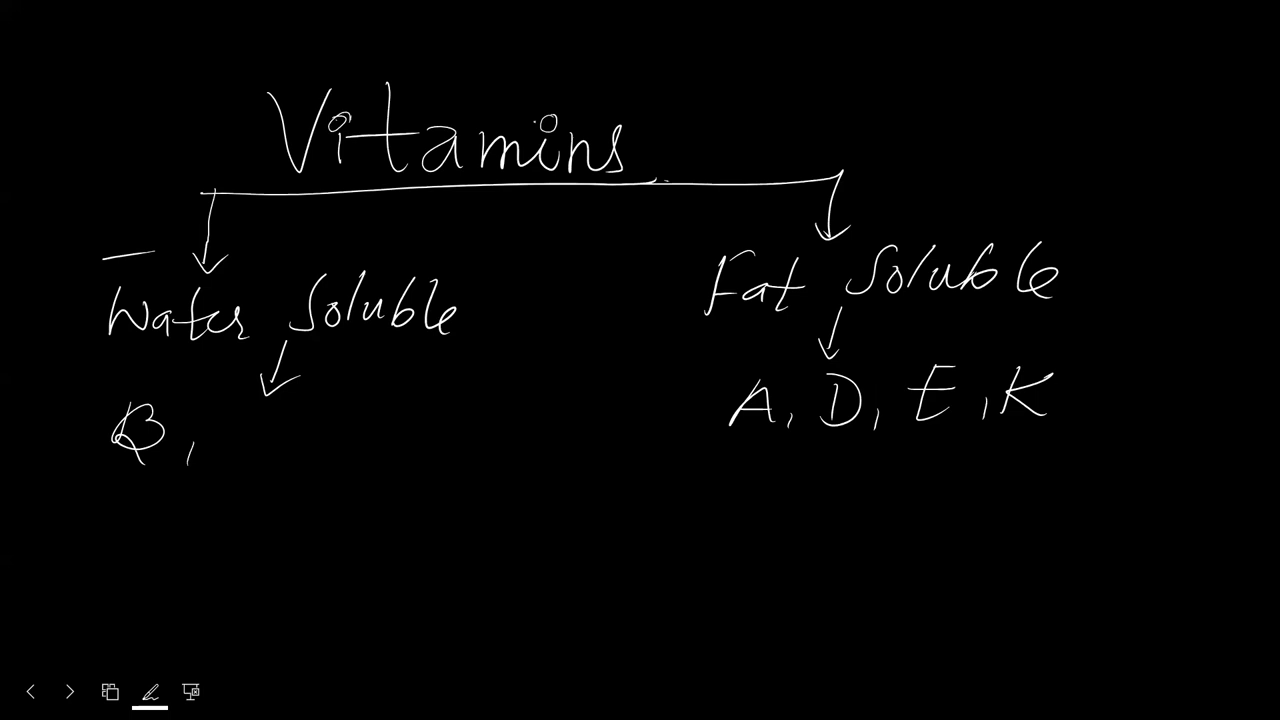 Vitamins
Water Soluble
Fat Soluble
B,
A, D, E, K